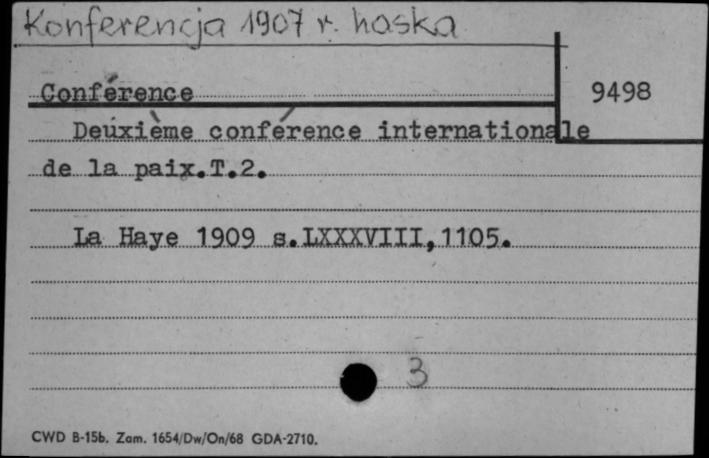 Konferencja 1907 r. haska
Conférence
9498
Deuxième conférence internationale
de la paix.T.2.
La Haye 1909 s.LXXXVIII,1105.
3
CWD B-15b. Zam. 1654/Dw/On/68 GDA-2710.